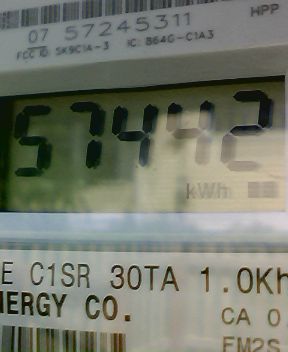 HPP
07 57245311
FCC ID SK9C1A-3 IC: 864G-C1A3
57442
kWh
E C1SR 30TA 1.0Kh
NERGY CO.
CA 0.
FM2S